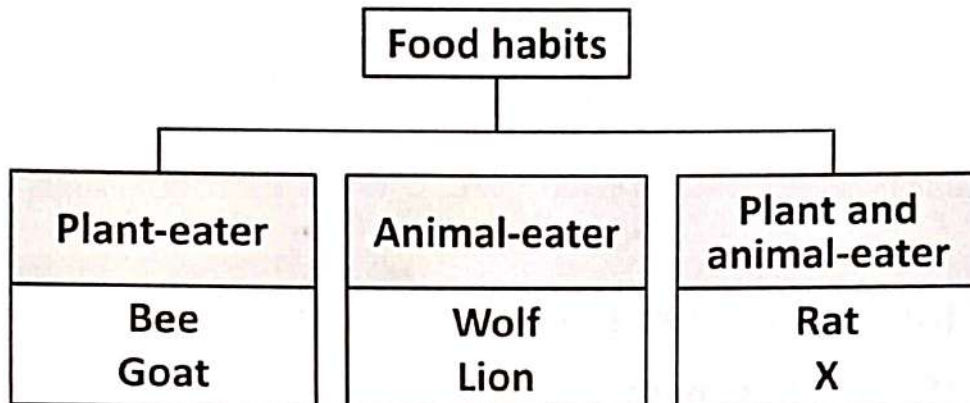 Food habits
Plant-eater
Bee
Goat
Animal-eater
Wolf
Lion
Plant and
animal-eater
Rat
X